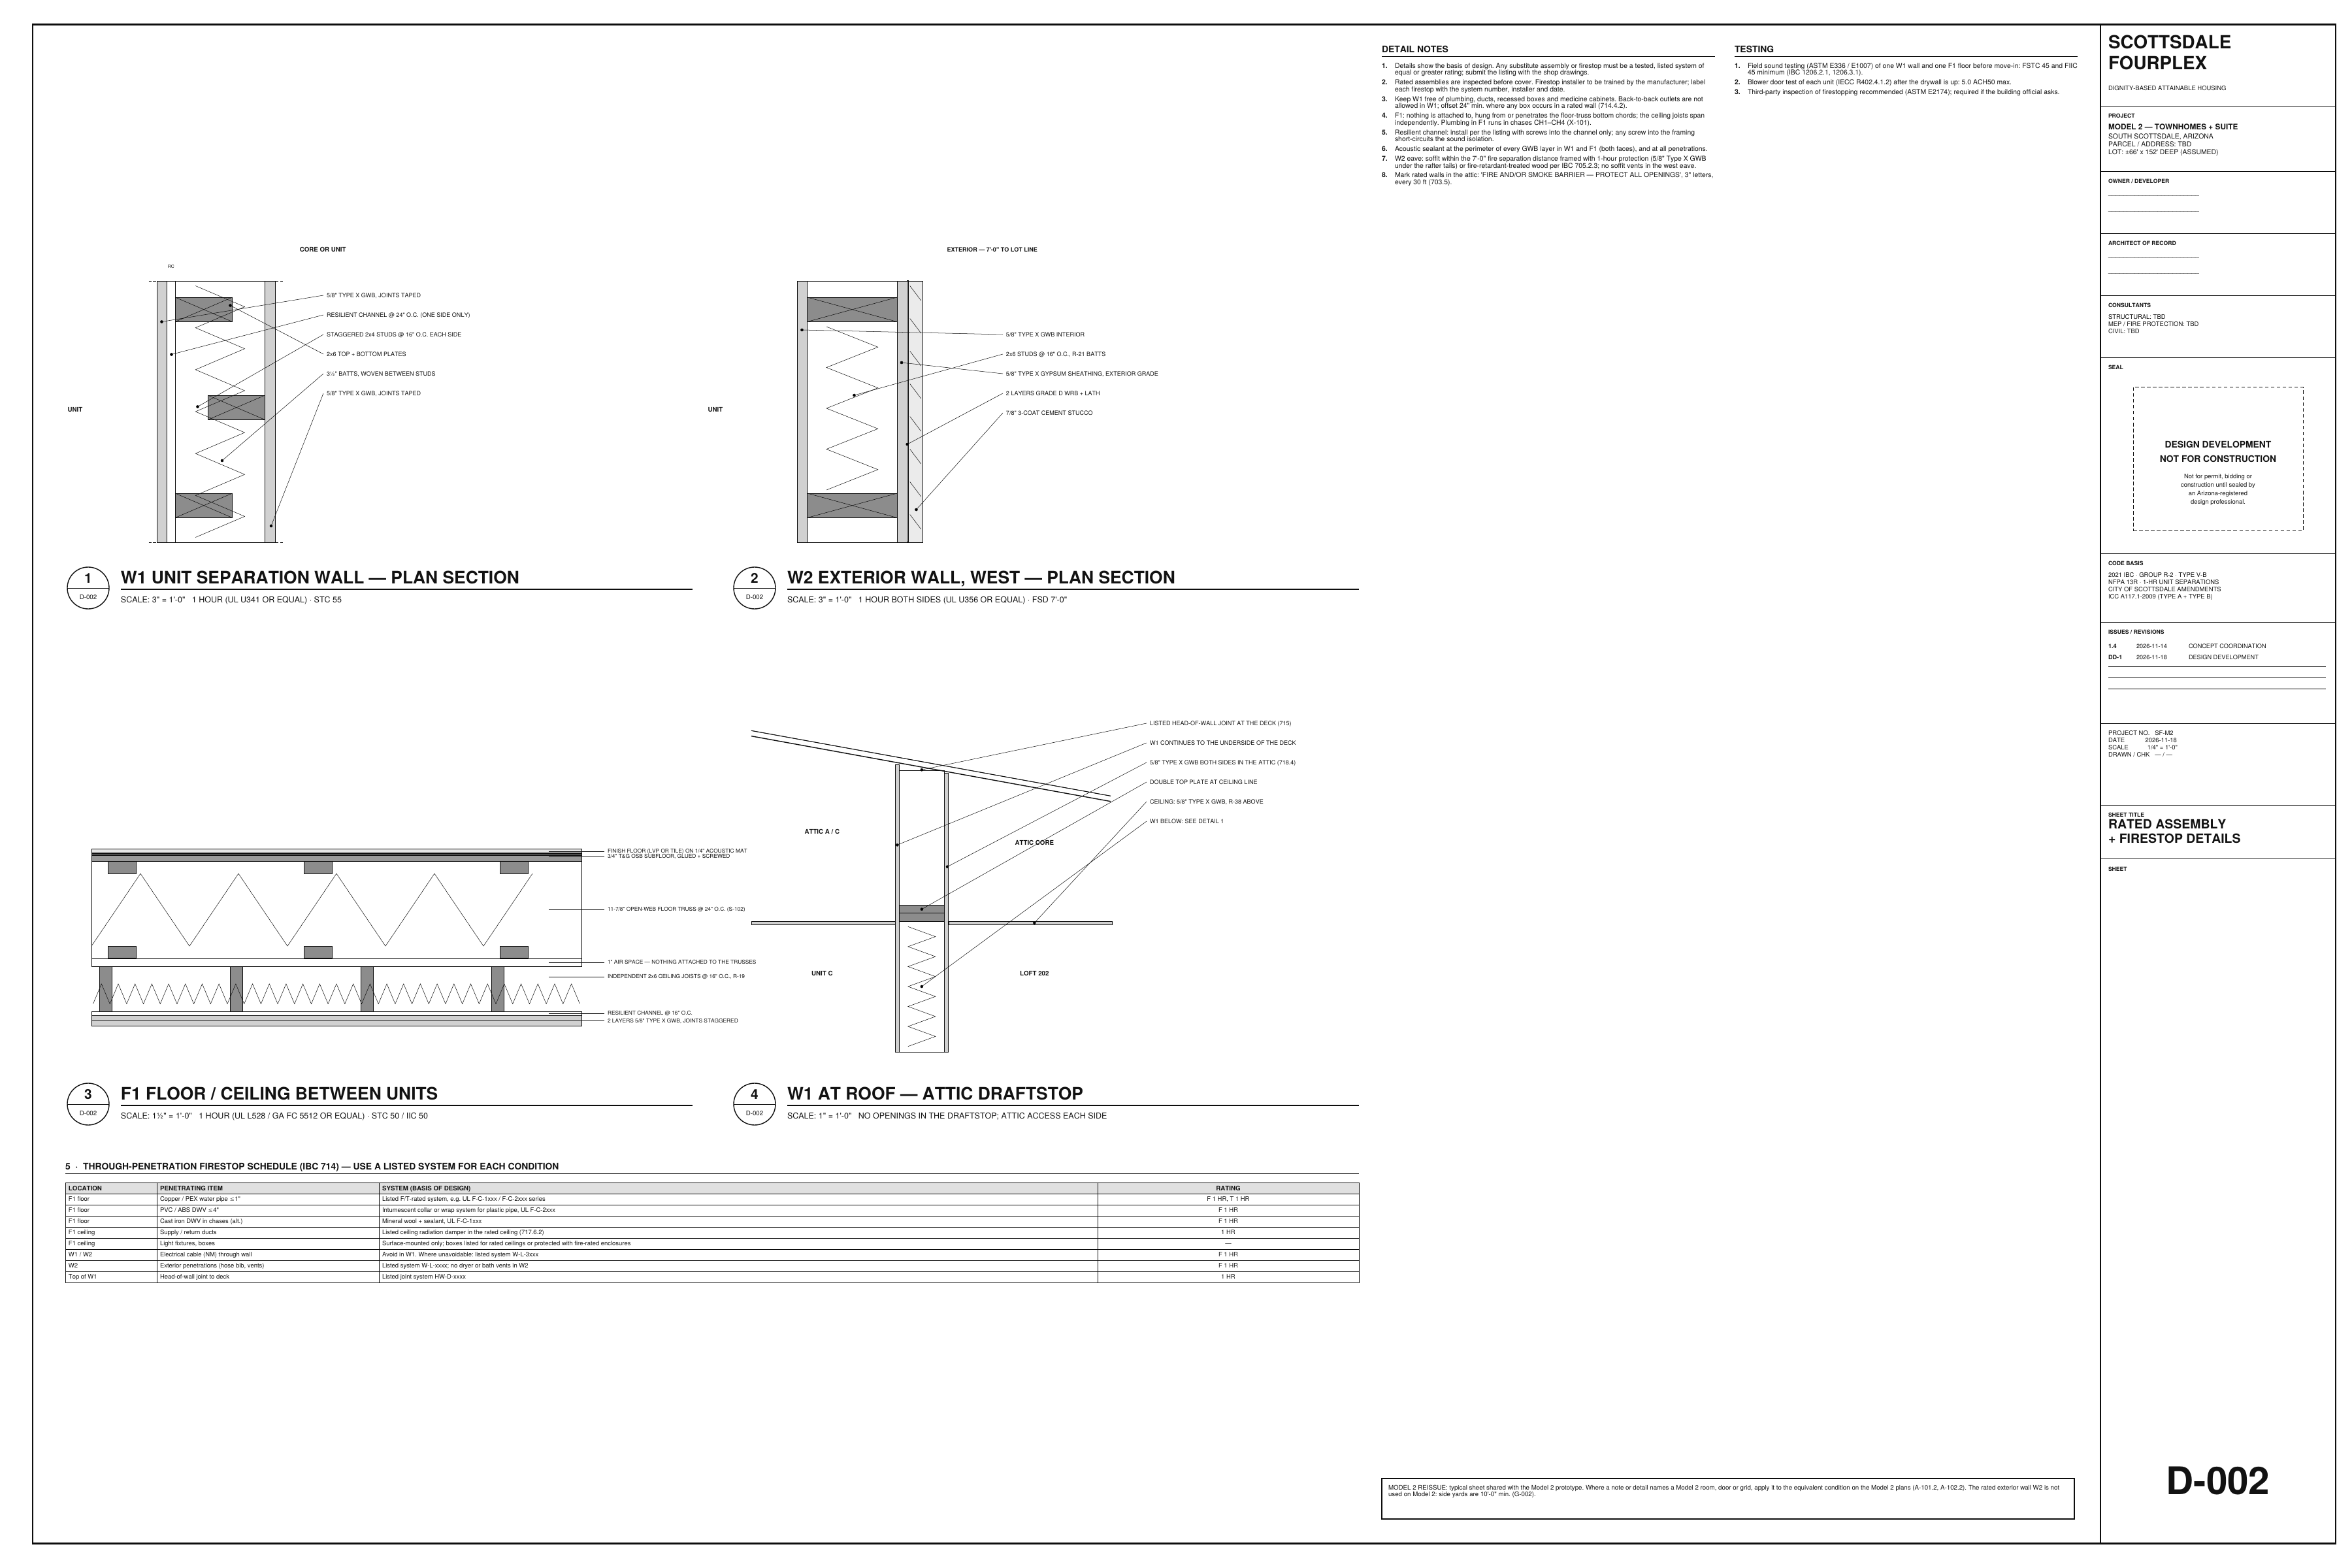 CORE OR UNIT
RC
5/8" TYPE X GWB, JOINTS TAPED
RESILIENT CHANNEL @ 24" O.C. (ONE SIDE ONLY)
STAGGERED 2x4 STUDS @ 16" O.C. EACH SIDE
2x6 TOP + BOTTOM PLATES
3½" BATTS, WOVEN BETWEEN STUDS
5/8" TYPE X GWB, JOINTS TAPED
UNIT
1
D-002
W1 UNIT SEPARATION WALL — PLAN SECTION
SCALE: 3" = 1'-0" 1 HOUR (UL U341 OR EQUAL) · STC 55
EXTERIOR — 7'-0" TO LOT LINE
5/8" TYPE X GWB INTERIOR
2x6 STUDS @ 16" O.C., R-21 BATTS
5/8" TYPE X GYPSUM SHEATHING, EXTERIOR GRADE
2 LAYERS GRADE D WRB + LATH
7/8" 3-COAT CEMENT STUCCO
UNIT
2
D-002
W2 EXTERIOR WALL, WEST — PLAN SECTION
SCALE: 3" = 1'-0" 1 HOUR BOTH SIDES (UL U356 OR EQUAL) · FSD 7'-0"
FINISH FLOOR (LVP OR TILE) ON 1/4" ACOUSTIC MAT
3/4" T&G OSB SUBFLOOR, GLUED + SCREWED
11-7/8" OPEN-WEB FLOOR TRUSS @ 24" O.C. (S-102)
1" AIR SPACE — NOTHING ATTACHED TO THE TRUSSES
INDEPENDENT 2x6 CEILING JOISTS @ 16" O.C., R-19
RESILIENT CHANNEL @ 16" O.C.
2 LAYERS 5/8" TYPE X GWB, JOINTS STAGGERED
3
D-002
F1 FLOOR / CEILING BETWEEN UNITS
SCALE: 1½" = 1'-0" 1 HOUR (UL L528 / GA FC 5512 OR EQUAL) · STC 50 / IIC 50
LISTED HEAD-OF-WALL JOINT AT THE DECK (715)
W1 CONTINUES TO THE UNDERSIDE OF THE DECK
5/8" TYPE X GWB BOTH SIDES IN THE ATTIC (718.4)
DOUBLE TOP PLATE AT CEILING LINE
CEILING: 5/8" TYPE X GWB, R-38 ABOVE
W1 BELOW: SEE DETAIL 1
ATTIC A / C
ATTIC CORE
UNIT C
LOFT 202
4
D-002
W1 AT ROOF — ATTIC DRAFTSTOP
SCALE: 1" = 1'-0" NO OPENINGS IN THE DRAFTSTOP; ATTIC ACCESS EACH SIDE
5 · THROUGH-PENETRATION FIRESTOP SCHEDULE (IBC 714) — USE A LISTED SYSTEM FOR EACH CONDITION
LOCATION PENETRATING ITEM SYSTEM (BASIS OF DESIGN) RATING
F1 floor Copper / PEX water pipe ≤1" Listed F/T-rated system, e.g. UL F-C-1xxx / F-C-2xxx series F 1 HR, T 1 HR
F1 floor PVC / ABS DWV ≤4" Intumescent collar or wrap system for plastic pipe, UL F-C-2xxx F 1 HR
F1 floor Cast iron DWV in chases (alt.) Mineral wool + sealant, UL F-C-1xxx F 1 HR
F1 ceiling Supply / return ducts Listed ceiling radiation damper in the rated ceiling (717.6.2) 1 HR
F1 ceiling Light fixtures, boxes Surface-mounted only; boxes listed for rated ceilings or protected with fire-rated enclosures —
W1 / W2 Electrical cable (NM) through wall Avoid in W1. Where unavoidable: listed system W-L-3xxx F 1 HR
W2 Exterior penetrations (hose bib, vents) Listed system W-L-xxxx; no dryer or bath vents in W2 F 1 HR
Top of W1 Head-of-wall joint to deck Listed joint system HW-D-xxxx 1 HR
DETAIL NOTES
1. Details show the basis of design. Any substitute assembly or firestop must be a tested, listed system of
equal or greater rating; submit the listing with the shop drawings.
2. Rated assemblies are inspected before cover. Firestop installer to be trained by the manufacturer; label
each firestop with the system number, installer and date.
3. Keep W1 free of plumbing, ducts, recessed boxes and medicine cabinets. Back-to-back outlets are not
allowed in W1; offset 24" min. where any box occurs in a rated wall (714.4.2).
4. F1: nothing is attached to, hung from or penetrates the floor-truss bottom chords; the ceiling joists span
independently. Plumbing in F1 runs in chases CH1–CH4 (X-101).
5. Resilient channel: install per the listing with screws into the channel only; any screw into the framing
short-circuits the sound isolation.
6. Acoustic sealant at the perimeter of every GWB layer in W1 and F1 (both faces), and at all penetrations.
7. W2 eave: soffit within the 7'-0" fire separation distance framed with 1-hour protection (5/8" Type X GWB
under the rafter tails) or fire-retardant-treated wood per IBC 705.2.3; no soffit vents in the west eave.
8. Mark rated walls in the attic: 'FIRE AND/OR SMOKE BARRIER — PROTECT ALL OPENINGS', 3" letters,
every 30 ft (703.5).
TESTING
1. Field sound testing (ASTM E336 / E1007) of one W1 wall and one F1 floor before move-in: FSTC 45 and FIIC
45 minimum (IBC 1206.2.1, 1206.3.1).
2. Blower door test of each unit (IECC R402.4.1.2) after the drywall is up: 5.0 ACH50 max.
3. Third-party inspection of firestopping recommended (ASTM E2174); required if the building official asks.
MODEL 2 REISSUE: typical sheet shared with the Model 2 prototype. Where a note or detail names a Model 2 room, door or grid, apply it to the equivalent condition on the Model 2 plans (A-101.2, A-102.2). The rated exterior wall W2 is not
used on Model 2: side yards are 10'-0" min. (G-002).
SCOTTSDALE
FOURPLEX
DIGNITY-BASED ATTAINABLE HOUSING
PROJECT
MODEL 2 — TOWNHOMES + SUITE
SOUTH SCOTTSDALE, ARIZONA
PARCEL / ADDRESS: TBD
LOT: ±66' x 152' DEEP (ASSUMED)
OWNER / DEVELOPER
ARCHITECT OF RECORD
CONSULTANTS
STRUCTURAL: TBD
MEP / FIRE PROTECTION: TBD
CIVIL: TBD
SEAL
DESIGN DEVELOPMENT
NOT FOR CONSTRUCTION
Not for permit, bidding or
construction until sealed by
an Arizona-registered
design professional.
CODE BASIS
2021 IBC · GROUP R-2 · TYPE V-B
NFPA 13R · 1-HR UNIT SEPARATIONS
CITY OF SCOTTSDALE AMENDMENTS
ICC A117.1-2009 (TYPE A + TYPE B)
ISSUES / REVISIONS
1.4 2026-11-14 CONCEPT COORDINATION
DD-1 2026-11-18 DESIGN DEVELOPMENT
PROJECT NO. SF-M2
DATE 2026-11-18
SCALE 1/4" = 1'-0"
DRAWN / CHK — / —
SHEET TITLE
RATED ASSEMBLY
+ FIRESTOP DETAILS
SHEET
D-002